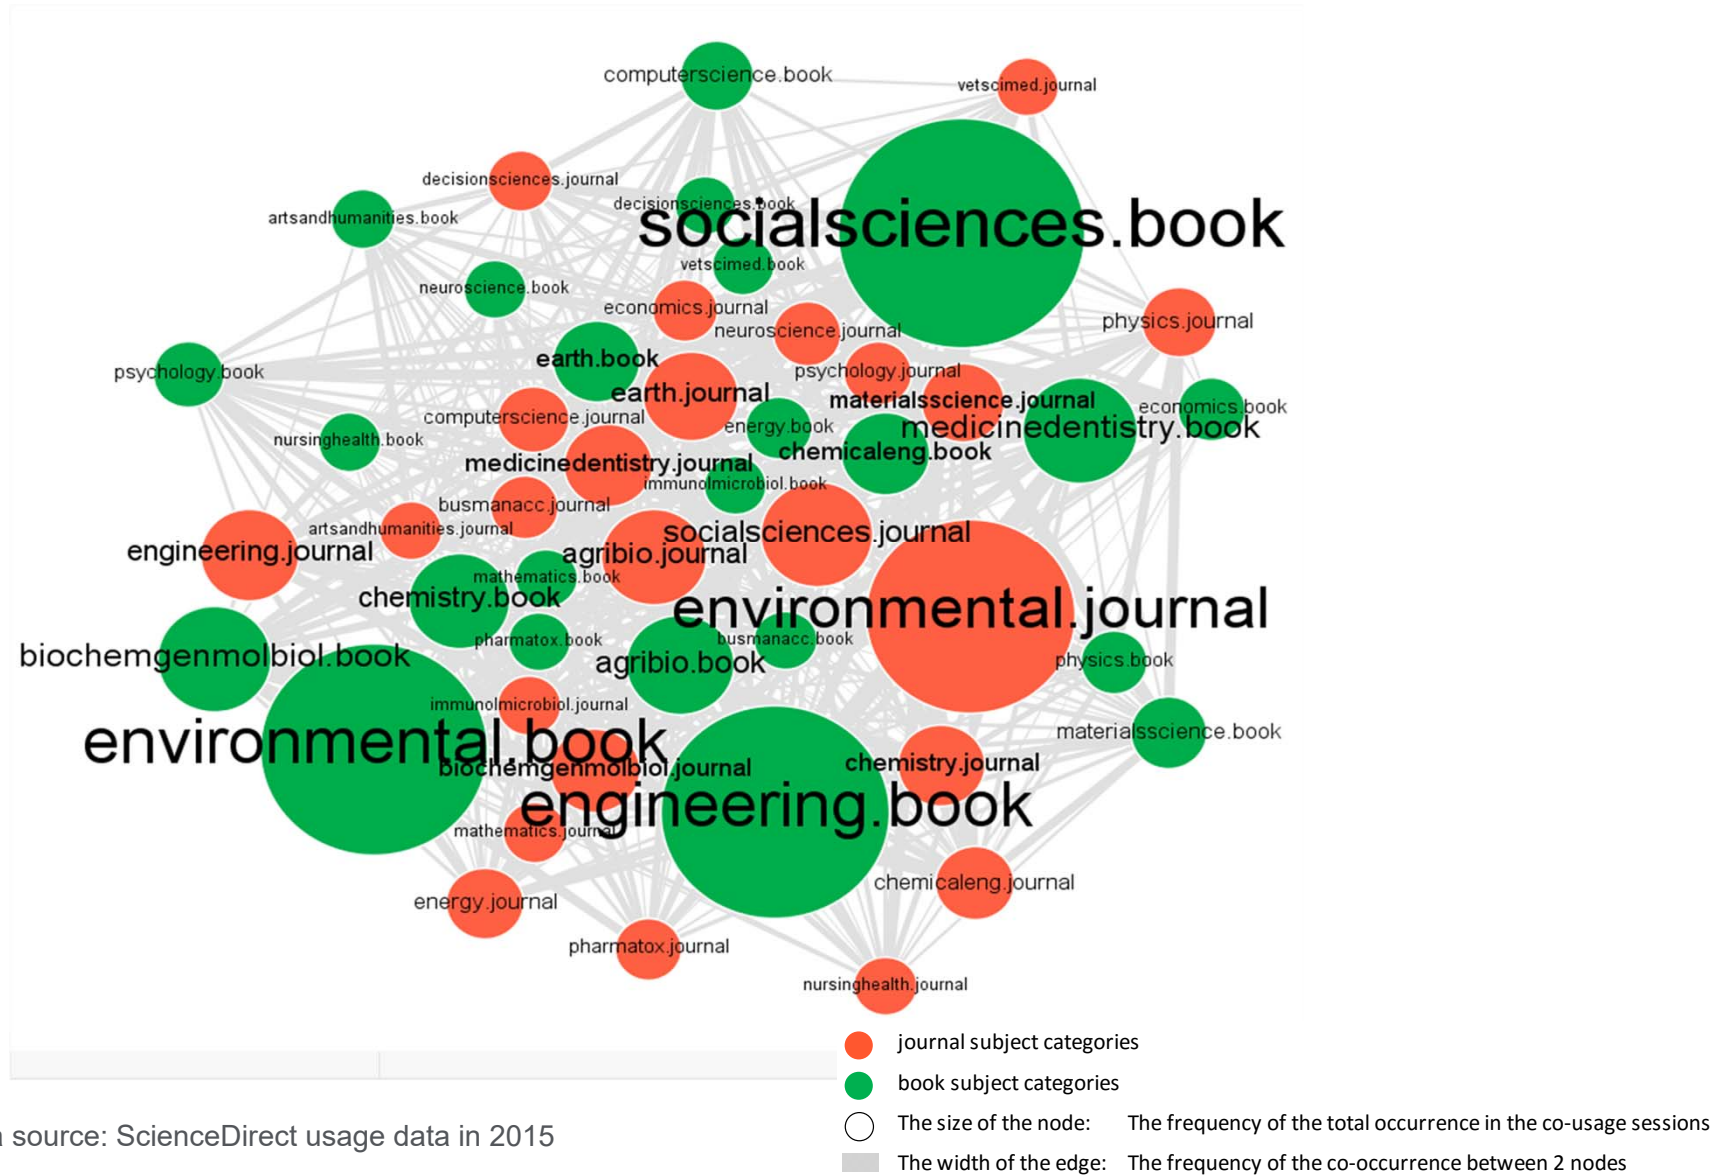 computerscience.book
vetscimed.journal
decisionsciences.journal
decisionsciences.book
artsandhumanities.book
socialsciences.book
vetscimed.book
neuroscience.book
economics.journal
physics.journal
neuroscience.journal
earth.book
psychology.book
psychology.journal
earth.journal
materialsscience.journal
economics.book
computerscience.journal
energy.book
medicinedentistry.book
nursinghealth.book
chemicaleng.book
medicinedentistry.journal
immunolmicrobiol.book
busmanacc.journal
artsandhumanities.journal
socialsciences.journal
engineering.journal
agribio.journal
mathematics.book
chemistry.book
environmental.journal
pharmatox.book
busmanacc.book
biochemgenmolbiol.book
agribio.book
physics.book
immunolmicrobiol.journal
materialsscience.book
environmental.book
biochemgenmolbiol.journal
chemistry.journal
engineering.book
mathematics.journal
chemicaleng.journal
energy.journal
pharmatox.journal
nursinghealth.journal
journal subject categories
book subject categories
The size of the node: The frequency of the total occurrence in the co-usage sessions
The width of the edge: The frequency of the co-occurrence between 2 nodes
source: ScienceDirect usage data in 2015